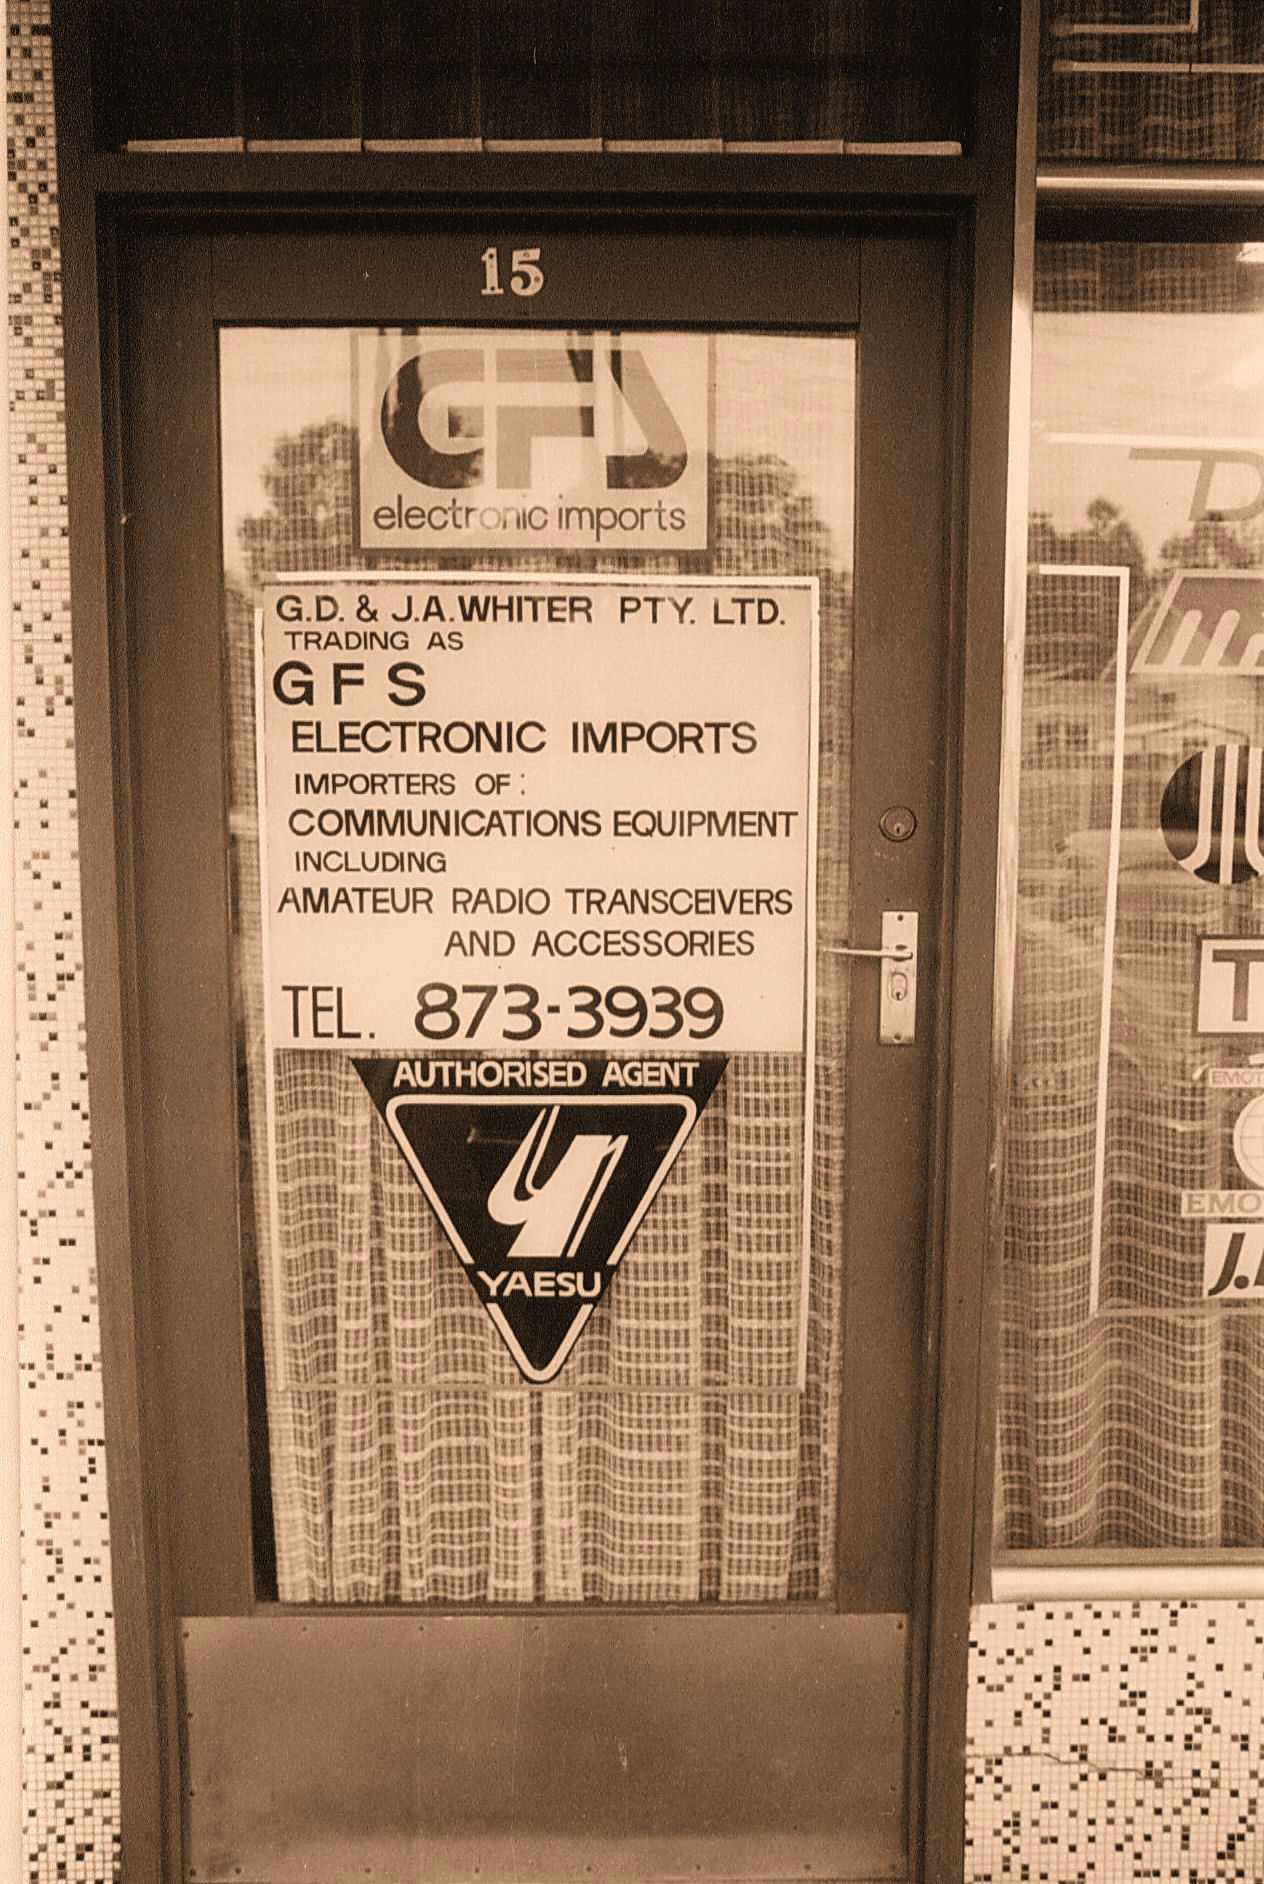 15
GFS
electronic imports
G.D. & J.A. WHITER PTY. LTD.
TRADING AS
G F S
ELECTRONIC IMPORTS
IMPORTERS OF:
COMMUNICATIONS EQUIPMENT
INCLUDING
AMATEUR RADIO TRANSCEIVERS
AND ACCESSORIES
TEL. 873-3939
AUTHORISED AGENT
YAESU